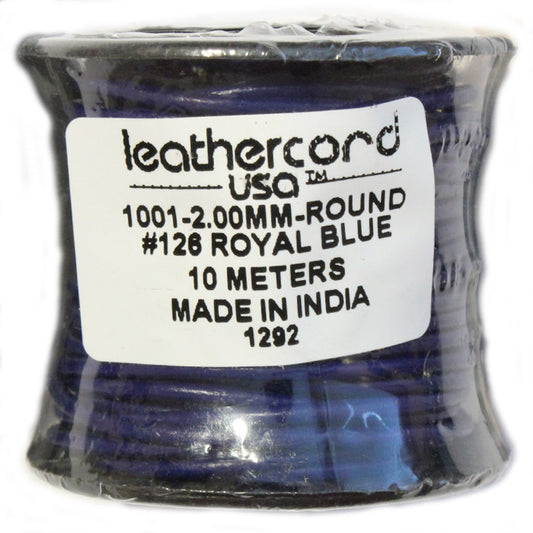 leathercord
usa™
1001-2.00MM-ROUND
#126 ROYAL BLUE
10 METERS
MADE IN INDIA
1292